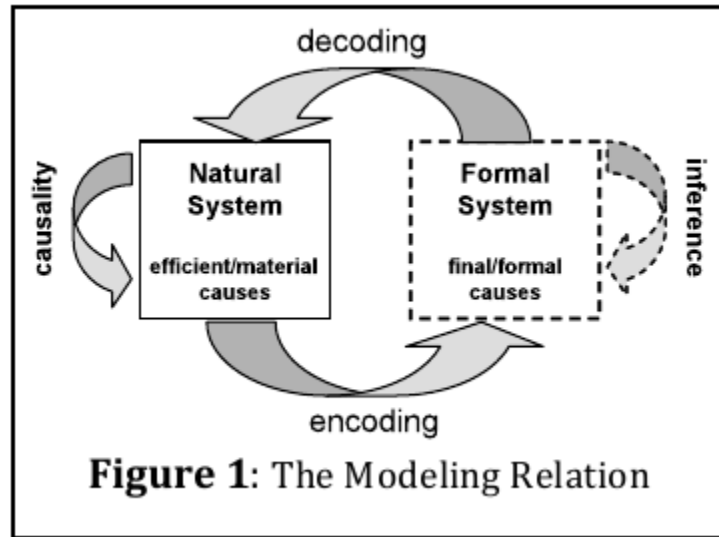 decoding
causality
Natural
System
efficient/material
causes
Formal
System
final/formal
causes
inference
encoding
Figure 1: The Modeling Relation